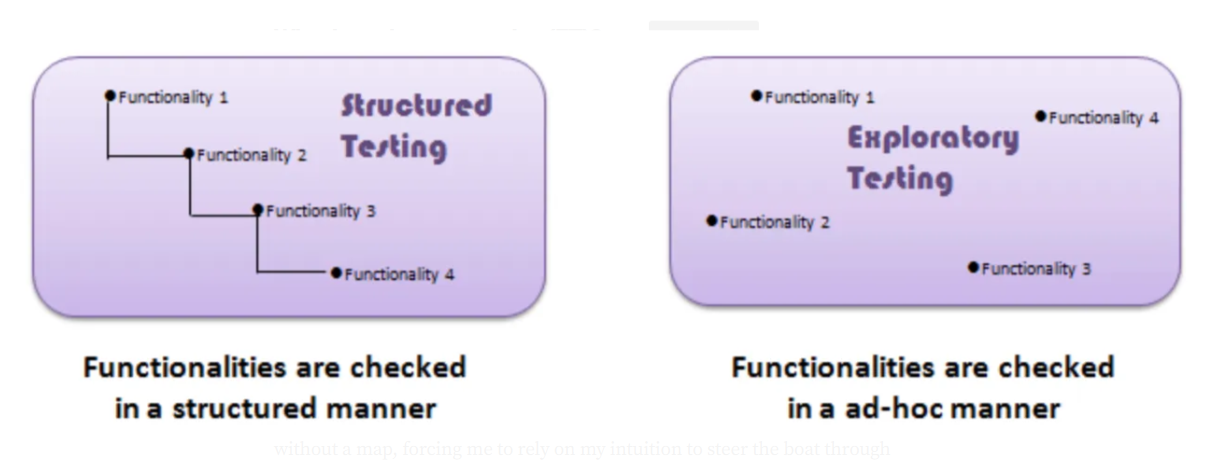 Functionality 1
Structured
Testing
Functionality 2
Functionality 3
Functionality 4
Functionalities are checked
in a structured manner
Functionality 1
Functionality 4
Exploratory
Testing
Functionality 2
Functionality 3
Functionalities are checked
in a ad-hoc manner
without a map, forcing me to rely on my intuition to steer the boat through